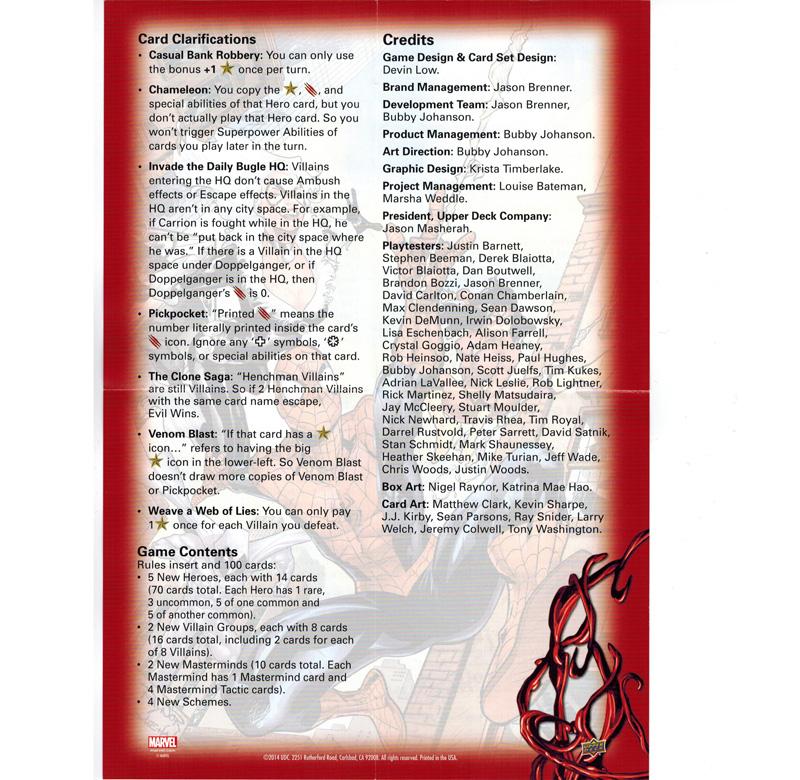 Card Clarifications
• Casual Bank Robbery: You can only use
the bonus +1 once per turn.
• Chameleon: You copy the , , and
special abilities of that Hero card, but you
don't actually play that Hero card. So you
won't trigger Superpower Abilities of
cards you play later in the turn.
• Invade the Daily Bugle HQ: Villains
entering the HQ don't cause Ambush
effects or Escape effects. Villains in the
HQ aren't in any city space. For example,
if Carrion is fought while in the HQ, he
can't be "put back in the city space where
he was." If there is a Villain in the HQ
space under Doppelganger, or if
Doppelganger is in the HQ, then
Doppelganger's is 0.
• Pickpocket: "Printed " means the
number literally printed inside the card's
icon. Ignore any '+' symbols, '*'
symbols, or special abilities on that card.
• The Clone Saga: "Henchman Villains"
are still Villains. So if 2 Henchman Villains
with the same card name escape,
Evil Wins.
• Venom Blast: "If that card has a
icon…" refers to having the big
icon in the lower-left. So Venom Blast
doesn't draw more copies of Venom Blast
or Pickpocket.
• Weave a Web of Lies: You can only pay
1 once for each Villain you defeat.
Game Contents
Rules insert and 100 cards:
• 5 New Heroes, each with 14 cards
(70 cards total. Each Hero has 1 rare,
3 uncommon, 5 of one common and
5 of another common).
• 2 New Villain Groups, each with 8 cards
(16 cards total, including 2 cards for each
of 8 Villains).
• 2 New Masterminds (10 cards total. Each
Mastermind has 1 Mastermind card and
4 Mastermind Tactic cards).
• 4 New Schemes.
Credits
Game Design & Card Set Design:
Devin Low.
Brand Management: Jason Brenner.
Development Team: Jason Brenner,
Bubby Johanson.
Product Management: Bubby Johanson.
Art Direction: Bubby Johanson.
Graphic Design: Krista Timberlake.
Project Management: Louise Bateman,
Marsha Weddle.
President, Upper Deck Company:
Jason Masherah.
Playtesters: Justin Barnett,
Stephen Beeman, Derek Blaiotta,
Victor Blaiotta, Dan Boutwell,
Brandon Bozzi, Jason Brenner,
David Carlton, Conan Chamberlain,
Max Clendenning, Sean Dawson,
Kevin DeMunn, Irwin Dolobowsky,
Lisa Eschenbach, Alison Farrell,
Crystal Goggio, Adam Heaney,
Rob Heinsoo, Nate Heiss, Paul Hughes,
Bubby Johanson, Scott Juelfs, Tim Kukes,
Adrian LaVallee, Nick Leslie, Rob Lightner,
Rick Martinez, Shelly Matsudaira,
Jay McCleery, Stuart Moulder,
Nick Newhard, Travis Rhea, Tim Royal,
Darrel Rustvold, Peter Sarrett, David Satnik,
Stan Schmidt, Mark Shaunessey,
Heather Skeehan, Mike Turian, Jeff Wade,
Chris Woods, Justin Woods.
Box Art: Nigel Raynor, Katrina Mae Hao.
Card Art: Matthew Clark, Kevin Sharpe,
J.J. Kirby, Sean Parsons, Ray Snider, Larry
Welch, Jeremy Colwell, Tony Washington.
MARVEL
©2014 UDC. 2251 Rutherford Road, Carlsbad, CA 92008. All rights reserved. Printed in the USA.